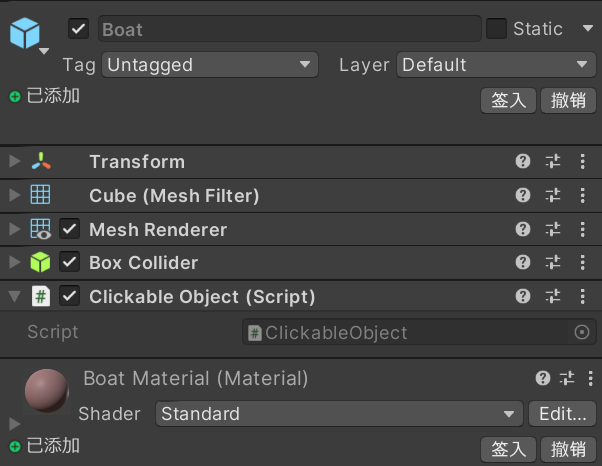 Boat Static
Tag Untagged Layer Default
已添加 签入 撤销
Transform
Cube (Mesh Filter)
Mesh Renderer
Box Collider
# Clickable Object (Script)
Script # ClickableObject
Boat Material (Material)
Shader Standard Edit...
已添加 签入 撤销